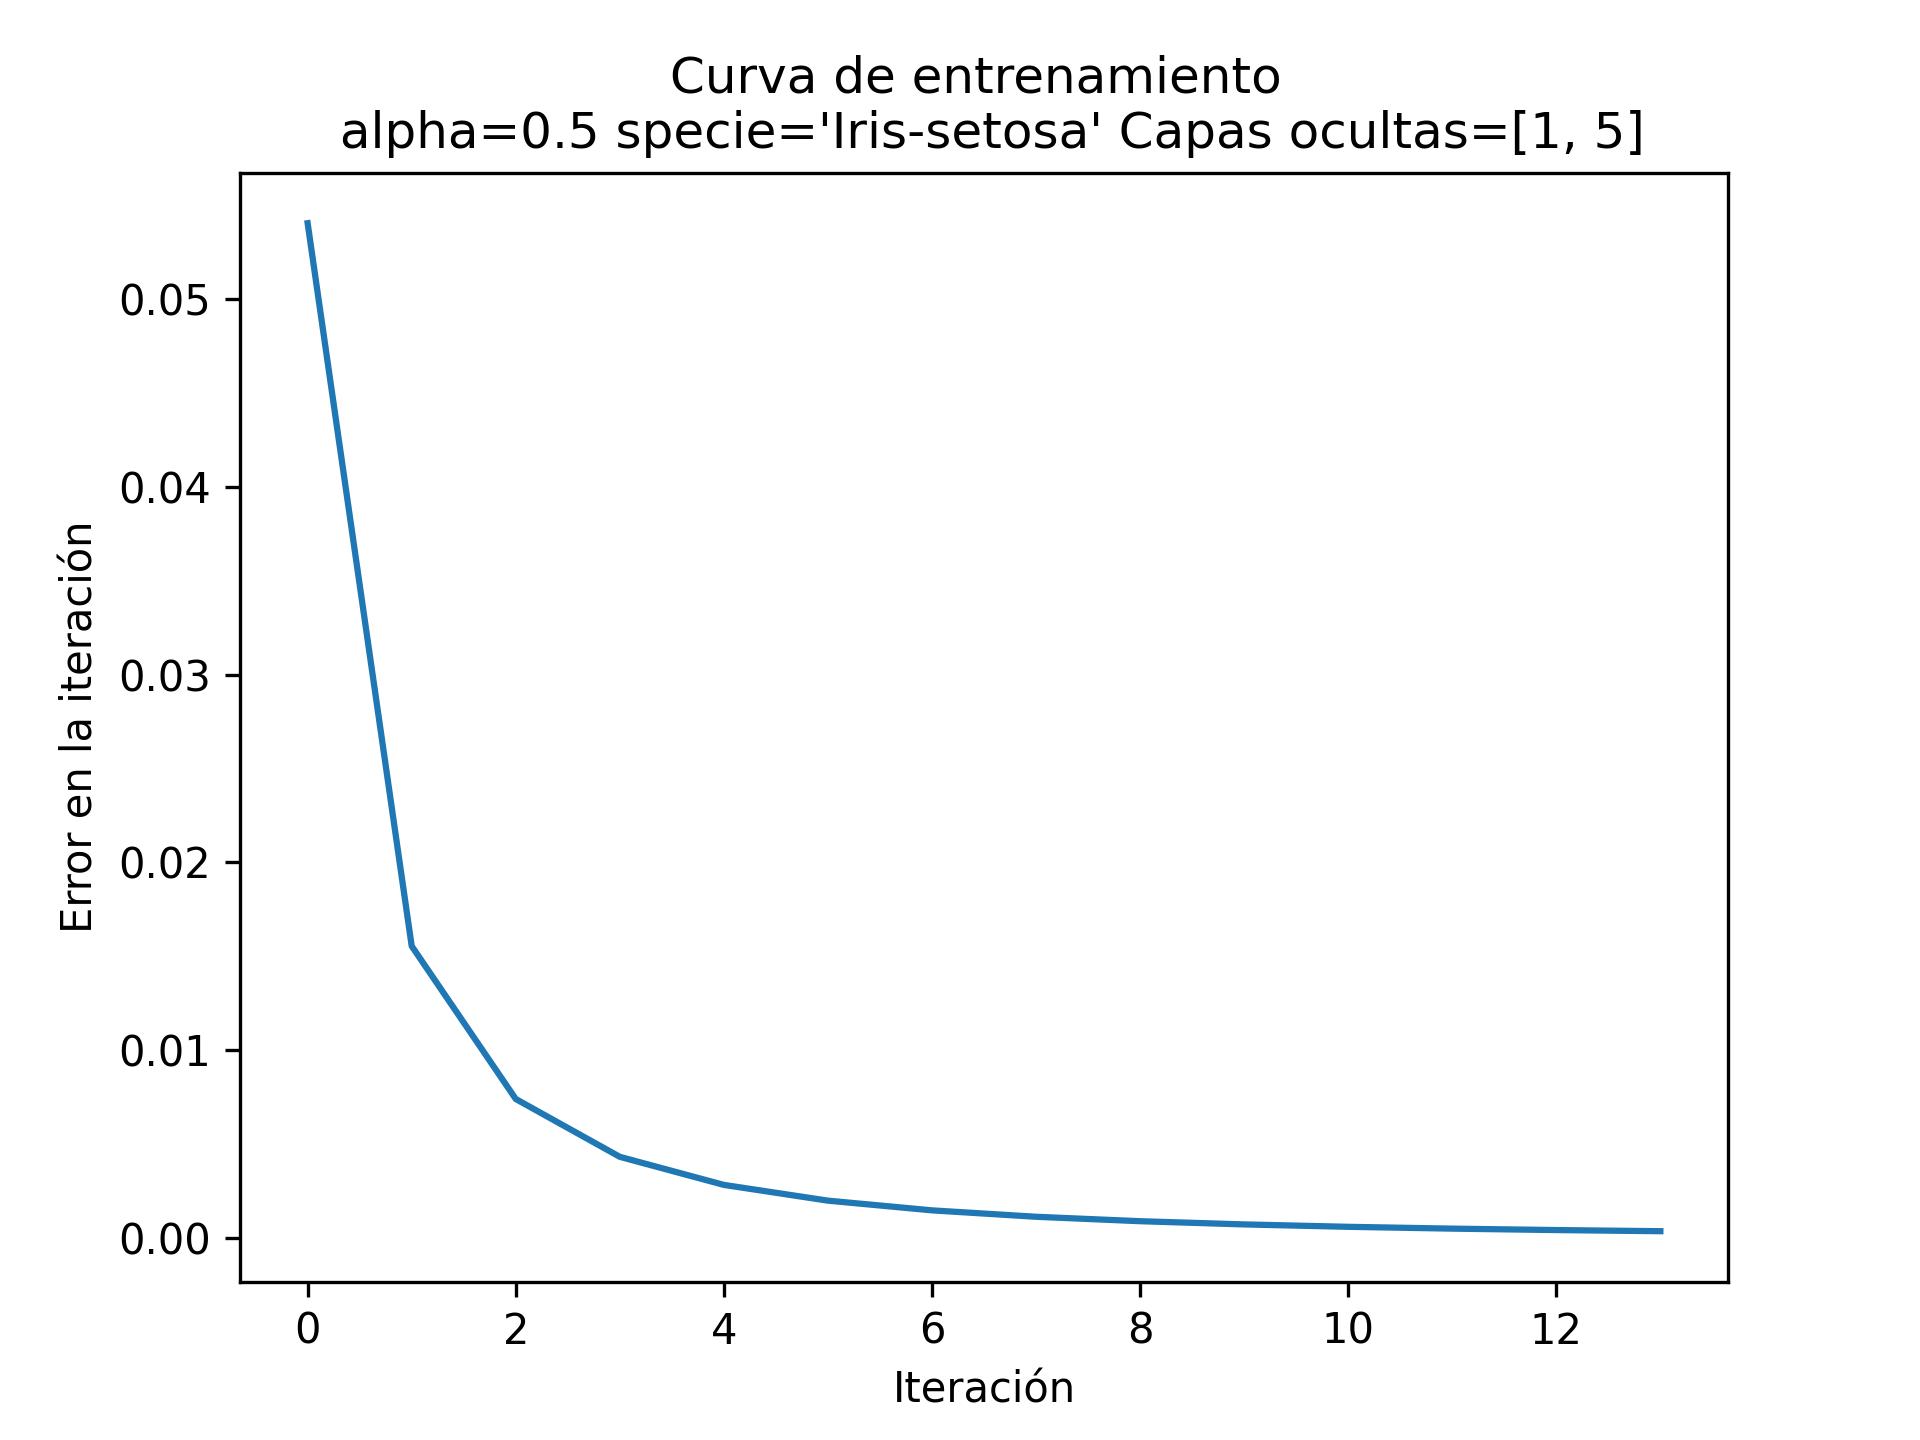 Curva de entrenamiento
alpha=0.5 specie='Iris-setosa' Capas ocultas=[1, 5]
Error en la iteración
0.05
0.04
0.03
0.02
0.01
0.00
0 2 4 6 8 10 12
Iteración